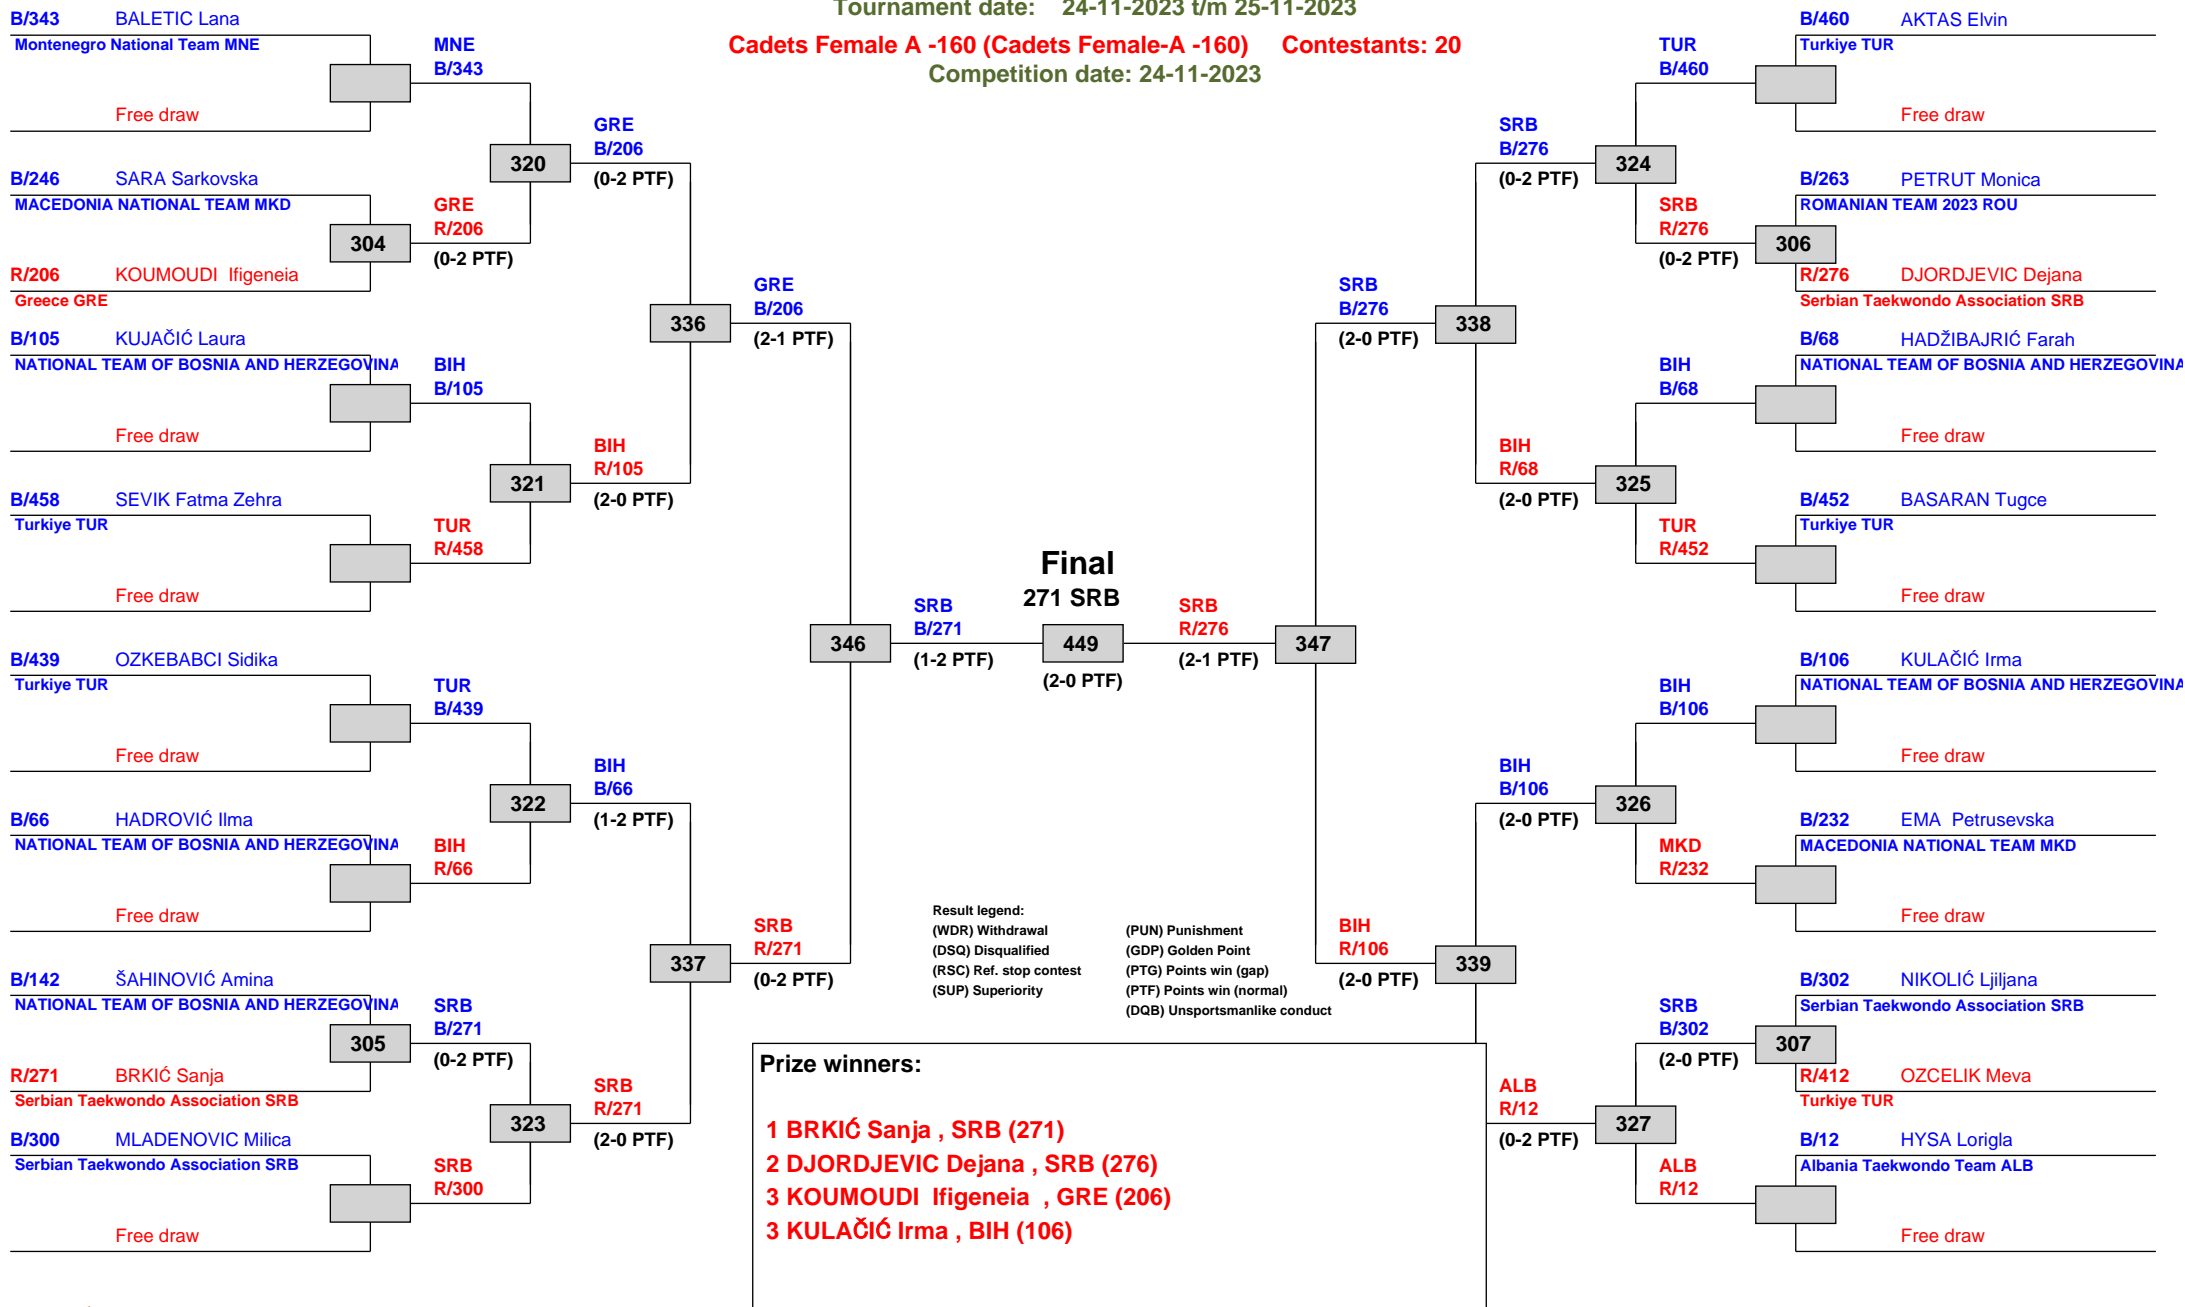 Tournament date: 24-11-2023 t/m 25-11-2023
Cadets Female A -160 (Cadets Female-A -160) Contestants: 20
Competition date: 24-11-2023
B/343 BALETIC Lana
Montenegro National Team MNE
Free draw
B/246 SARA Sarkovska
MACEDONIA NATIONAL TEAM MKD
304
R/206 KOUMOUDI Ifigeneia
Greece GRE
B/105 KUJAČIĆ Laura
NATIONAL TEAM OF BOSNIA AND HERZEGOVINA
Free draw
B/458 SEVIK Fatma Zehra
Turkiye TUR
Free draw
B/439 OZKEBABCI Sidika
Turkiye TUR
Free draw
B/66 HADROVIĆ Ilma
NATIONAL TEAM OF BOSNIA AND HERZEGOVINA
Free draw
B/142 ŠAHINOVIĆ Amina
NATIONAL TEAM OF BOSNIA AND HERZEGOVINA
305
R/271 BRKIĆ Sanja
Serbian Taekwondo Association SRB
B/300 MLADENOVIC Milica
Serbian Taekwondo Association SRB
Free draw
MNE
B/343
320
GRE
R/206
(0-2 PTF)
BIH
B/105
321
TUR
R/458
TUR
B/439
322
BIH
R/66
SRB
B/271
(0-2 PTF)
323
SRB
R/300
GRE
B/206
(0-2 PTF)
336
BIH
R/105
(2-0 PTF)
BIH
B/66
(1-2 PTF)
337
SRB
R/271
(2-0 PTF)
GRE
B/206
(2-1 PTF)
346
SRB
R/271
(0-2 PTF)
SRB
B/271
(1-2 PTF)
Final
271 SRB
449
(2-0 PTF)
SRB
R/276
(2-1 PTF)
347
SRB
B/276
(2-0 PTF)
338
BIH
R/106
(2-0 PTF)
339
SRB
B/276
(0-2 PTF)
324
BIH
R/68
(2-0 PTF)
325
BIH
B/106
(2-0 PTF)
326
ALB
R/12
(0-2 PTF)
327
TUR
B/460
SRB
R/276
(0-2 PTF)
BIH
B/68
TUR
R/452
BIH
B/106
MKD
R/232
SRB
B/302
(2-0 PTF)
ALB
R/12
B/460 AKTAS Elvin
Turkiye TUR
Free draw
B/263 PETRUT Monica
ROMANIAN TEAM 2023 ROU
306
R/276 DJORDJEVIC Dejana
Serbian Taekwondo Association SRB
B/68 HADŽIBAJRIĆ Farah
NATIONAL TEAM OF BOSNIA AND HERZEGOVINA
Free draw
B/452 BASARAN Tugce
Turkiye TUR
Free draw
B/106 KULAČIĆ Irma
NATIONAL TEAM OF BOSNIA AND HERZEGOVINA
Free draw
B/232 EMA Petrusevska
MACEDONIA NATIONAL TEAM MKD
Free draw
B/302 NIKOLIĆ Ljiljana
Serbian Taekwondo Association SRB
307
R/412 OZCELIK Meva
Turkiye TUR
B/12 HYSA Lorigla
Albania Taekwondo Team ALB
Free draw
Result legend:
(WDR) Withdrawal (PUN) Punishment
(DSQ) Disqualified (GDP) Golden Point
(RSC) Ref. stop contest (PTG) Points win (gap)
(SUP) Superiority (PTF) Points win (normal)
(DQB) Unsportsmanlike conduct
Prize winners:
1 BRKIĆ Sanja , SRB (271)
2 DJORDJEVIC Dejana , SRB (276)
3 KOUMOUDI Ifigeneia , GRE (206)
3 KULAČIĆ Irma , BIH (106)